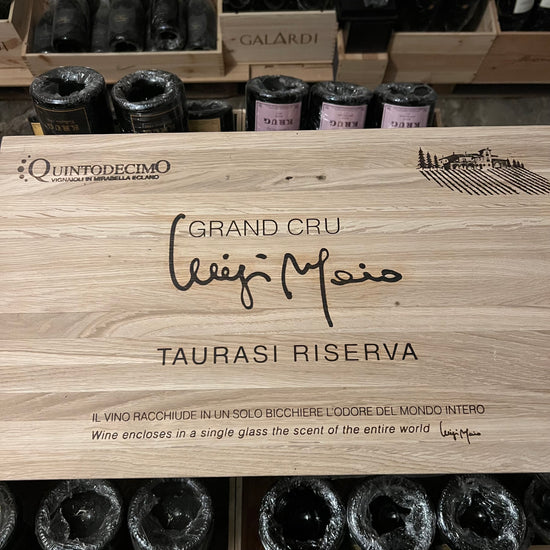 GALARDI
KRUG
KRUG
KRUG
QUINTODECIMO
VIGNAIOLI IN MIRABELLA ECLANO
GRAND CRU
Luigi Moio
TAURASI RISERVA
IL VINO RACCHIUDE IN UN SOLO BICCHIERE L'ODORE DEL MONDO INTERO
Wine encloses in a single glass the scent of the entire world Luigi Moio